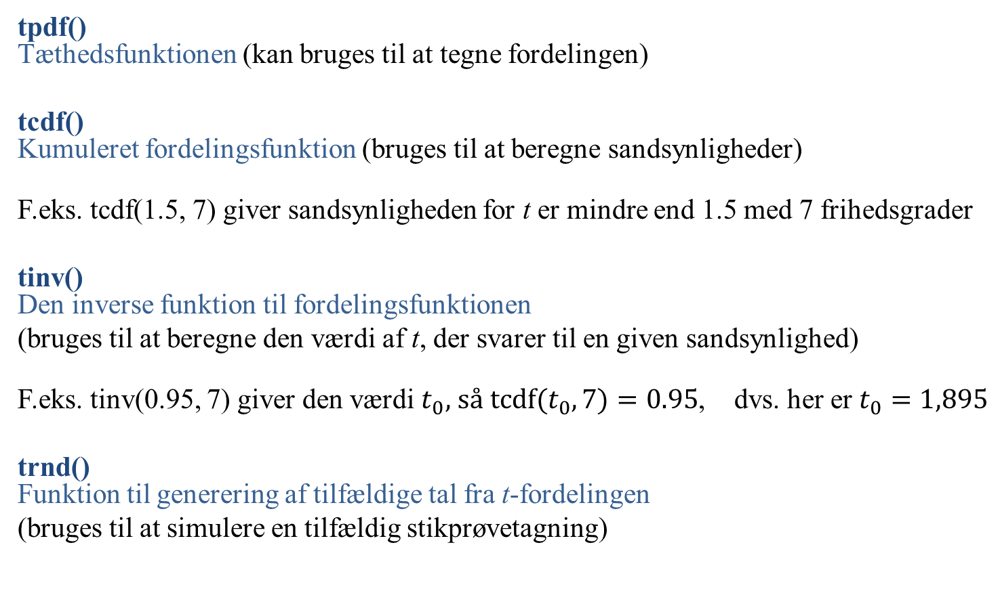 tpdf()
Tæthedsfunktionen (kan bruges til at tegne fordelingen)
tcdf()
Kumuleret fordelingsfunktion (bruges til at beregne sandsynligheder)
F.eks. tcdf(1.5, 7) giver sandsynligheden for t er mindre end 1.5 med 7 frihedsgrader
tinv()
Den inverse funktion til fordelingsfunktionen
(bruges til at beregne den værdi af t, der svarer til en given sandsynlighed)
F.eks. tinv(0.95, 7) giver den værdi t₀, så tcdf(t₀, 7) = 0.95, dvs. her er t₀ = 1,895
trnd()
Funktion til generering af tilfældige tal fra t-fordelingen
(bruges til at simulere en tilfældig stikprøvetagning)